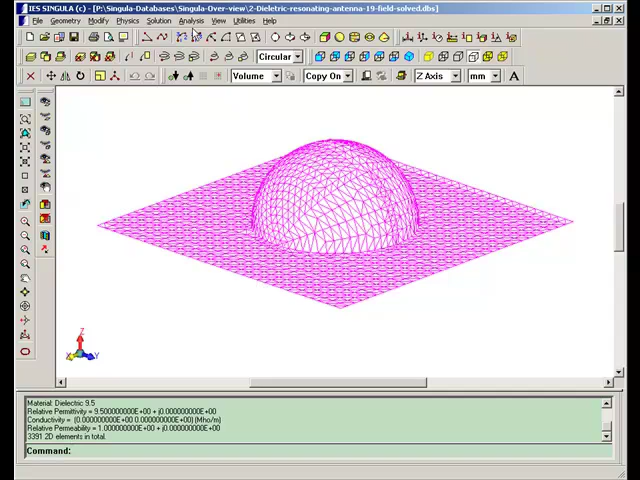 IES SINGULA (c) - [P:\Singula-Databases\Singula-Over-view\2-Dieletric-resonating-antenna-19-field-solved.dbs]
File Geometry Modify Physics Solution Analysis View Utilities Help
Circular
Volume Copy On Z Axis mm A
Z
X Y
Material: Dielectric 9.5
Relative Permittivity = 9.500000000E+00 + j0.000000000E+00
Conductivity = (0.000000000E+00 0.000000000E+00) (Mho/m)
Relative Permeability = 1.000000000E+00 + j0.000000000E+00
3391 2D elements in total.
Command: